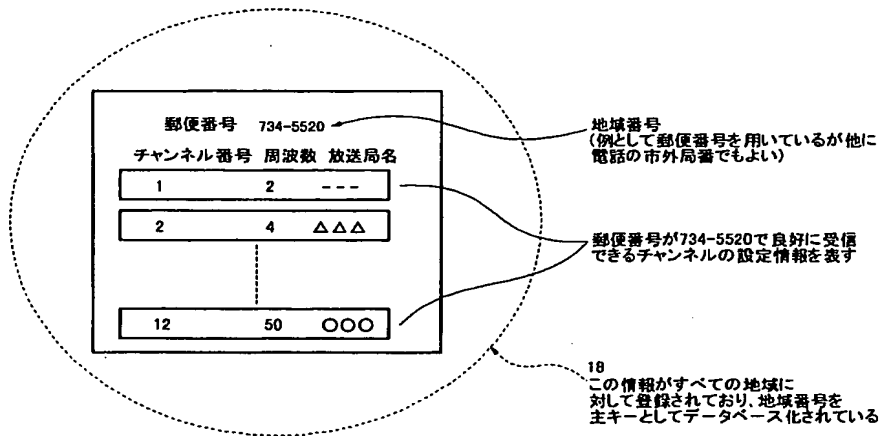 郵便番号 734-5520
チャンネル番号 周波数 放送局名
1 2 ---
2 4 △△△
12 50 ○○○
地域番号
(例として郵便番号を用いているが他に
電話の市外局番でもよい)
郵便番号が734-5520で良好に受信
できるチャンネルの設定情報を表す
18
この情報がすべての地域に
対して登録されており、地域番号を
主キーとしてデータベース化されている